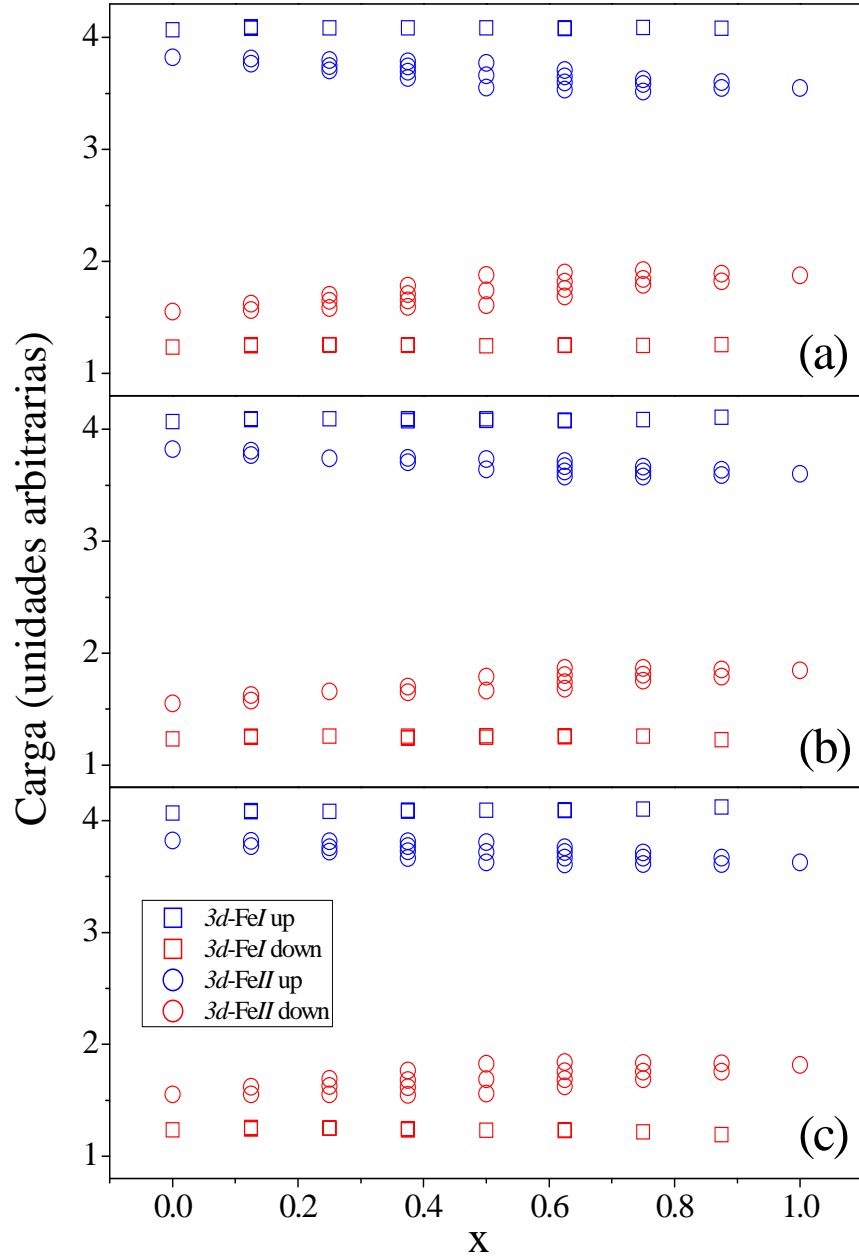 Carga (unidades arbitrarias)
4
3
2
1
(a)
4
3
2
1
(b)
4
3
2
1
3d-FeI up
3d-FeI down
3d-FeII up
3d-FeII down
(c)
0.0 0.2 0.4 0.6 0.8 1.0
x